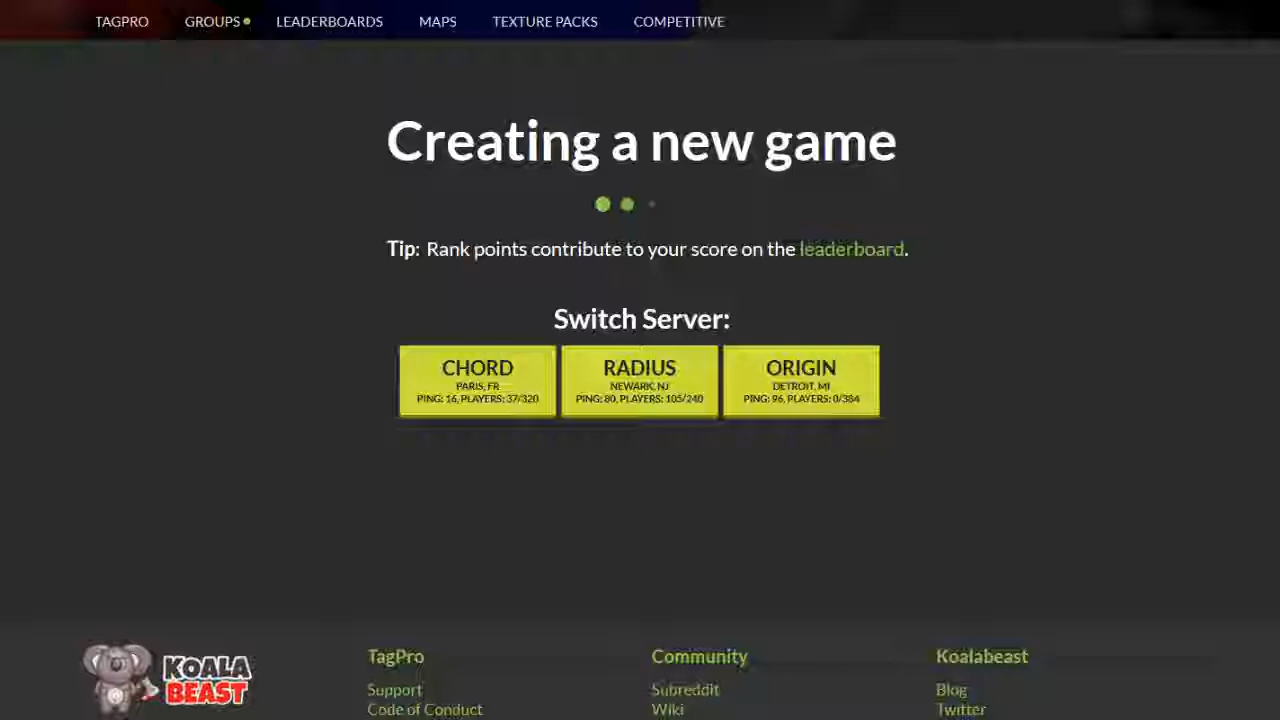 TAGPRO GROUPS LEADERBOARDS MAPS TEXTURE PACKS COMPETITIVE
Creating a new game
Tip: Rank points contribute to your score on the leaderboard.
Switch Server:
CHORD
PARIS, FR
PING: 16, PLAYERS: 37/320
RADIUS
NEWARK, NJ
PING: 80, PLAYERS: 105/240
ORIGIN
DETROIT, MI
PING: 96, PLAYERS: 0/384
KOALA
BEAST
TagPro
Support
Code of Conduct
Community
Subreddit
Wiki
Koalabeast
Blog
Twitter